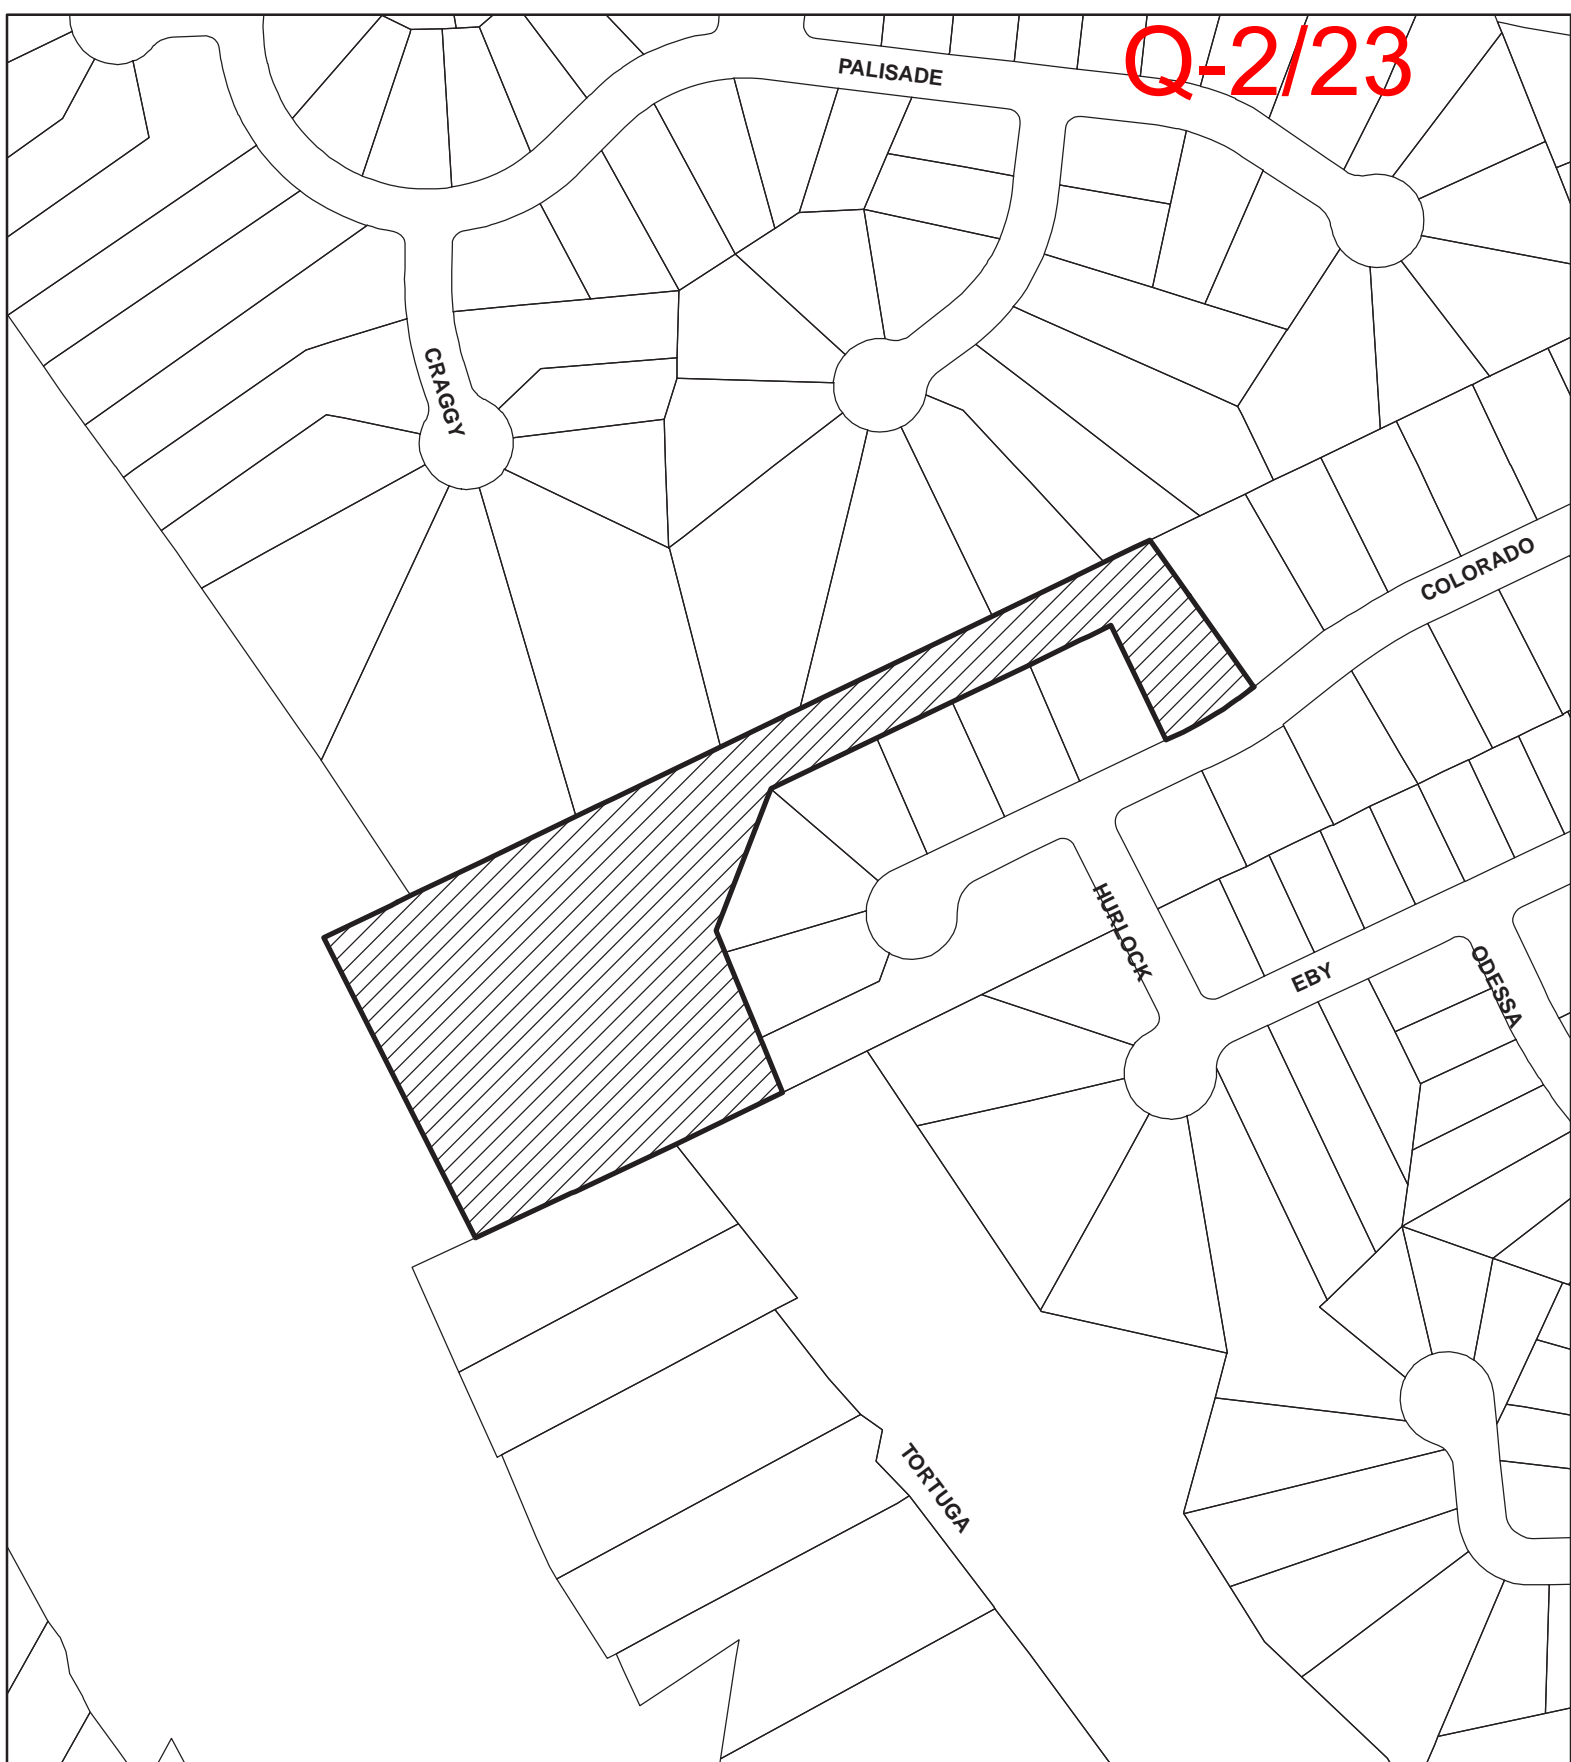 Q-2/23
PALISADE
CRAGGY
COLORADO
HURLOCK
EBY
ODESSA
TORTUGA